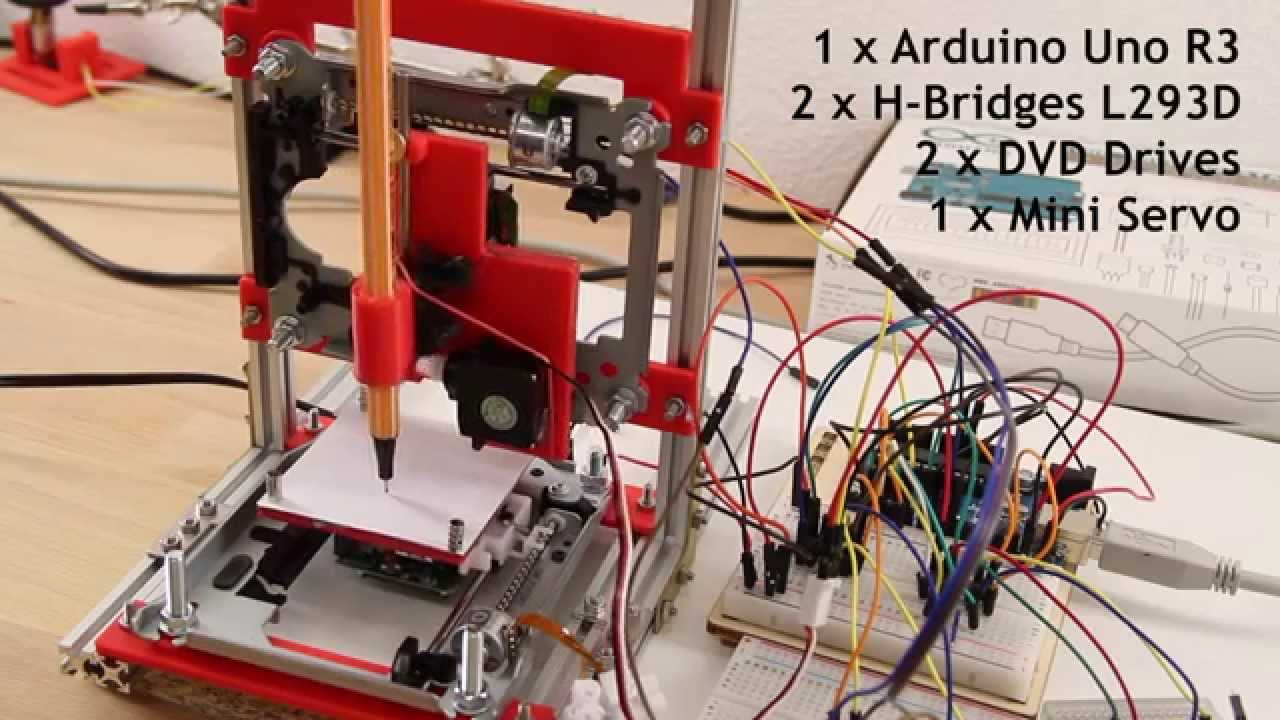 1 x Arduino Uno R3
2 x H-Bridges L293D
2 x DVD Drives
1 x Mini Servo